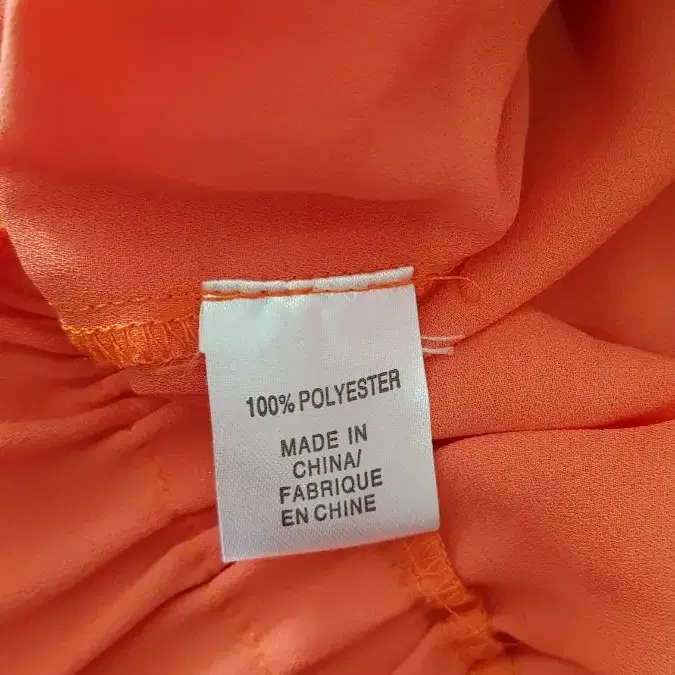 100% POLYESTER
MADE IN
CHINA/
FABRIQUE
EN CHINE